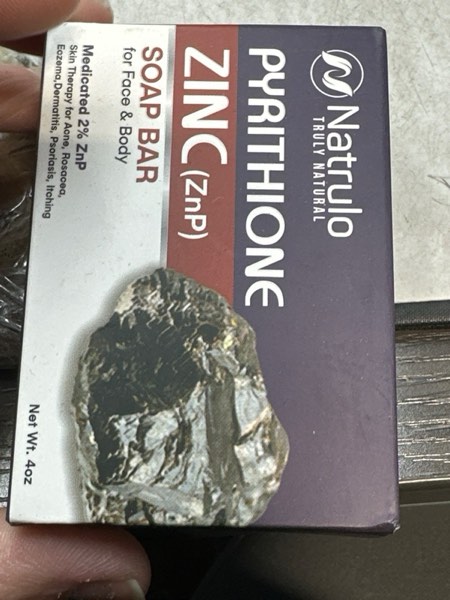 Natrulo
TRULY NATURAL
PYRITHIONE
ZINC (ZnP)
SOAP BAR
for Face & Body
Medicated 2% ZnP
Skin Therapy for Acne, Rosacea,
Eczema,Dermatitis, Psoriasis, Itching
Net Wt. 4oz